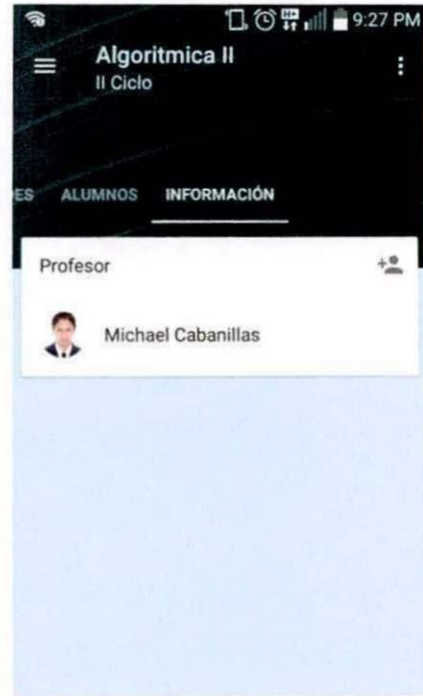 9:27 PM
Algoritmica II
II Ciclo
ES ALUMNOS INFORMACIÓN
Profesor
Michael Cabanillas